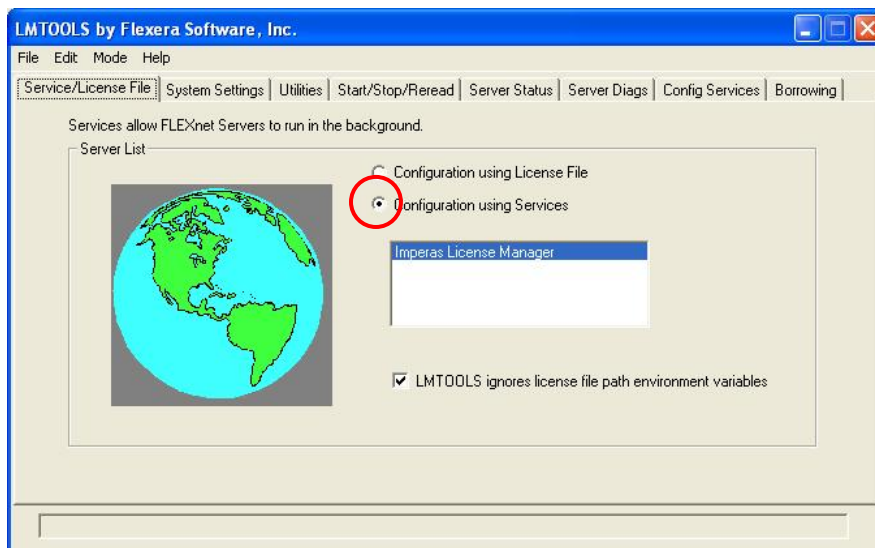 LMTOOLS by Flexera Software, Inc.
File Edit Mode Help
Service/License File System Settings Utilities Start/Stop/Reread Server Status Server Diags Config Services Borrowing
Services allow FLEXnet Servers to run in the background.
Server List
Configuration using License File
Configuration using Services
Imperas License Manager
LMTOOLS ignores license file path environment variables